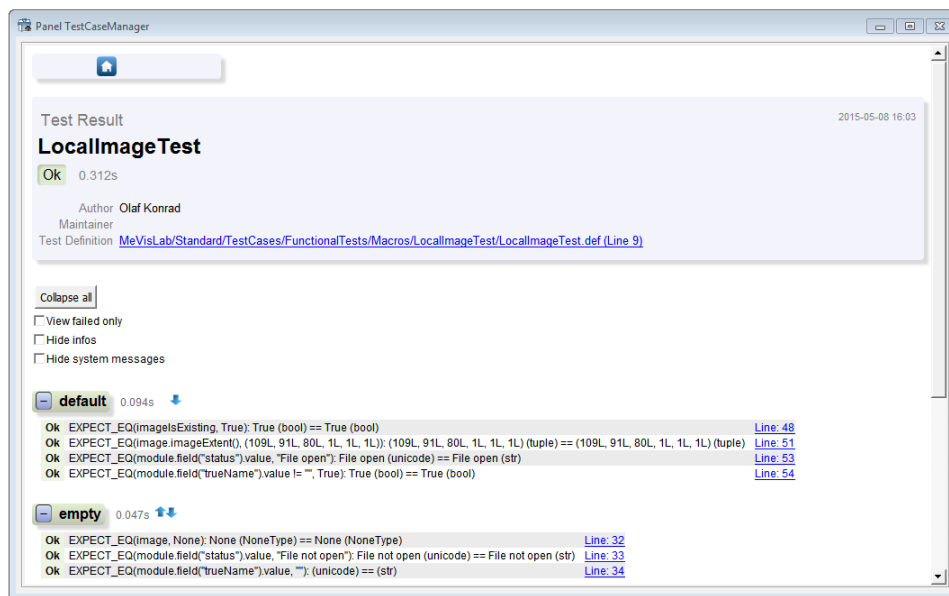 Panel TestCaseManager
Test Result
2015-05-08 16:03
LocalImageTest
Ok 0.312s
Author Olaf Konrad
Maintainer
Test Definition MeVisLab/Standard/TestCases/FunctionalTests/Macros/LocalImageTest/LocalImageTest.def (Line 9)
Collapse all
View failed only
Hide infos
Hide system messages
default 0.094s
Ok EXPECT_EQ(imageIsExisting, True): True (bool) == True (bool) Line: 48
Ok EXPECT_EQ(image.imageExtent(), (109L, 91L, 80L, 1L, 1L, 1L)): (109L, 91L, 80L, 1L, 1L, 1L) (tuple) == (109L, 91L, 80L, 1L, 1L, 1L) (tuple) Line: 51
Ok EXPECT_EQ(module.field("status").value, "File open"): File open (unicode) == File open (str) Line: 53
Ok EXPECT_EQ(module.field("trueName").value != "", True): True (bool) == True (bool) Line: 54
empty 0.047s
Ok EXPECT_EQ(image, None): None (NoneType) == None (NoneType) Line: 32
Ok EXPECT_EQ(module.field("status").value, "File not open"): File not open (unicode) == File not open (str) Line: 33
Ok EXPECT_EQ(module.field("trueName").value, ""): (unicode) == (str) Line: 34